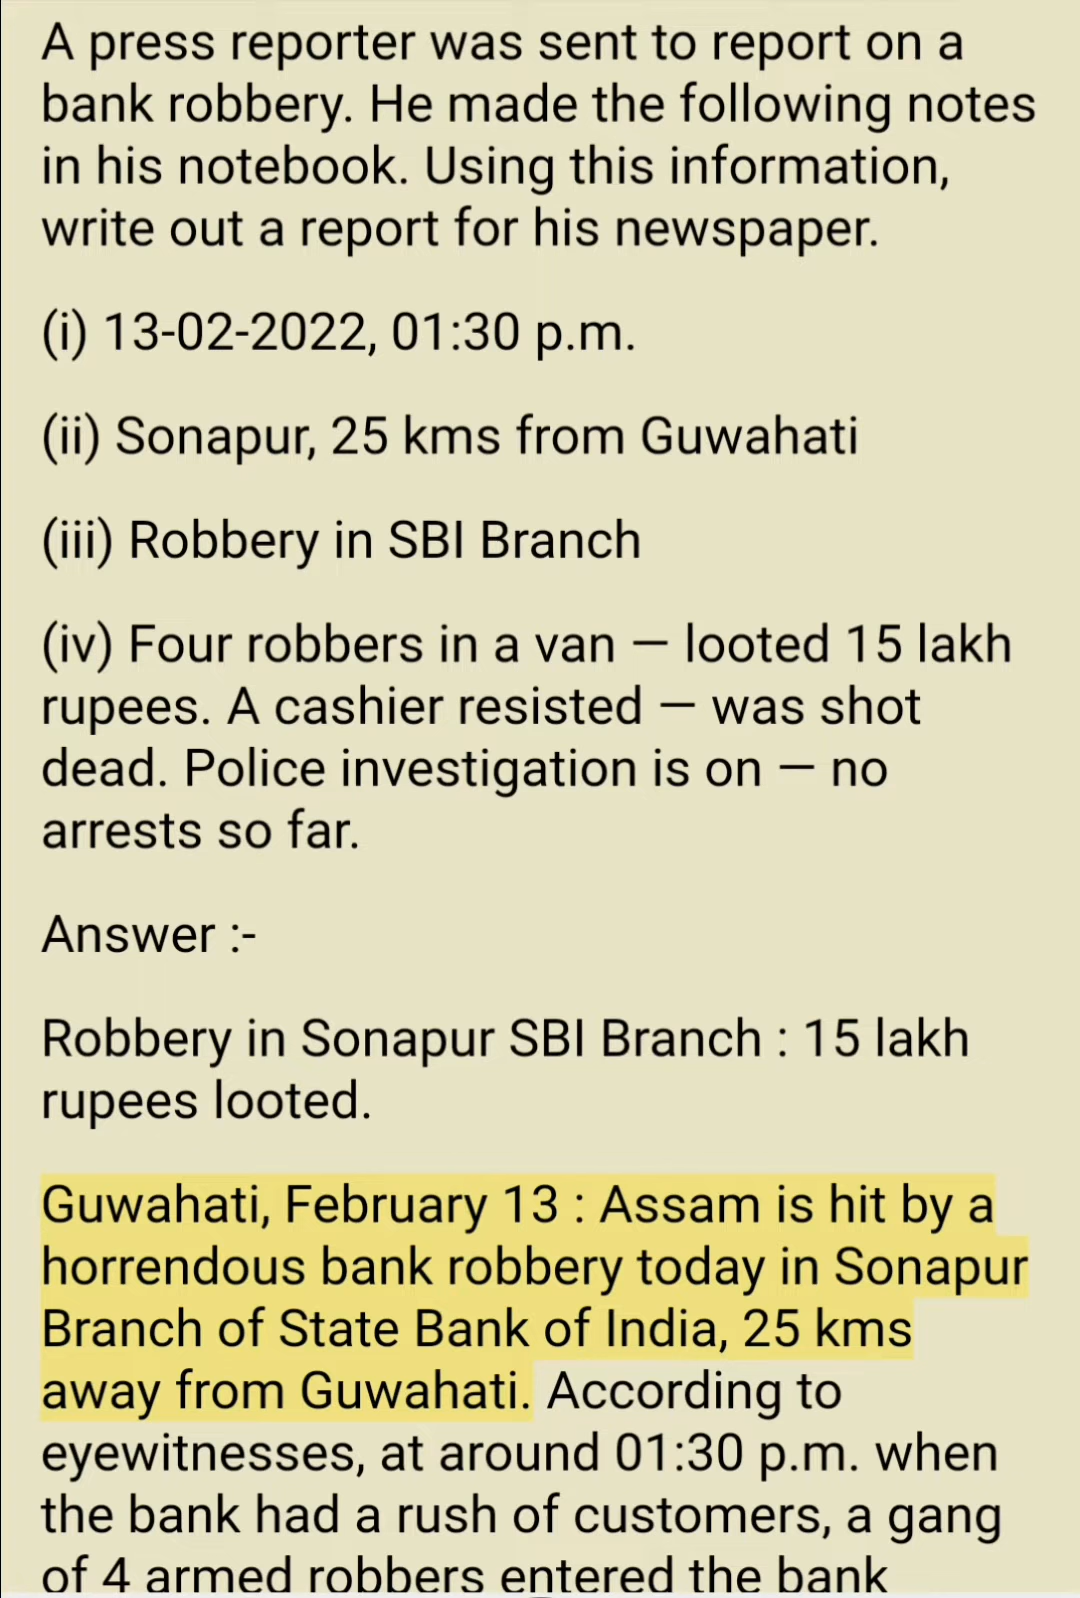 A press reporter was sent to report on a
bank robbery. He made the following notes
in his notebook. Using this information,
write out a report for his newspaper.
(i) 13-02-2022, 01:30 p.m.
(ii) Sonapur, 25 kms from Guwahati
(iii) Robbery in SBI Branch
(iv) Four robbers in a van — looted 15 lakh
rupees. A cashier resisted — was shot
dead. Police investigation is on — no
arrests so far.
Answer :-
Robbery in Sonapur SBI Branch : 15 lakh
rupees looted.
Guwahati, February 13 : Assam is hit by a
horrendous bank robbery today in Sonapur
Branch of State Bank of India, 25 kms
away from Guwahati. According to
eyewitnesses, at around 01:30 p.m. when
the bank had a rush of customers, a gang
of 4 armed robbers entered the bank